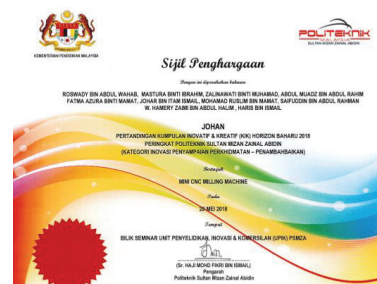 KEMENTERIAN PENDIDIKAN MALAYSIA
POLITEKNIK
MALAYSIA
SULTAN MIZAN ZAINAL ABIDIN
Sijil Penghargaan
Dengan ini diperakukan bahawa
ROSWADY BIN ABDUL WAHAB, MASTURA BINTI IBRAHIM, ZALINAWATI BINTI MUHAMAD, ABDUL MUADZ BIN ABDUL RAHIM
FATMA AZURA BINTI MAMAT, JOHAR BIN ITAM ISMAIL, MOHAMAD RUSLIM BIN MAMAT, SAIFUDDIN BIN ABDUL RAHMAN
W. HAMERY ZAIMI BIN ABDUL HALIM, HARIS BIN ISMAIL
JOHAN
PERTANDINGAN KUMPULAN INOVATIF & KREATIF (KIK) HORIZON BAHARU 2018
PERINGKAT POLITEKNIK SULTAN MIZAN ZAINAL ABIDIN
(KATEGORI INOVASI PENYAMPAIAN PERKHIDMATAN – PENAMBAHBAIKAN)
Bertajuk
MINI CNC MILLING MACHINE
Pada
20 MEI 2018
Tempat
BILIK SEMINAR UNIT PENYELIDIKAN, INOVASI & KOMERSILAN (UPIK) PSMZA
(Sr. HAJI MOHD FIKRI BIN ISMAIL)
Pengarah
Politeknik Sultan Mizan Zainal Abidin